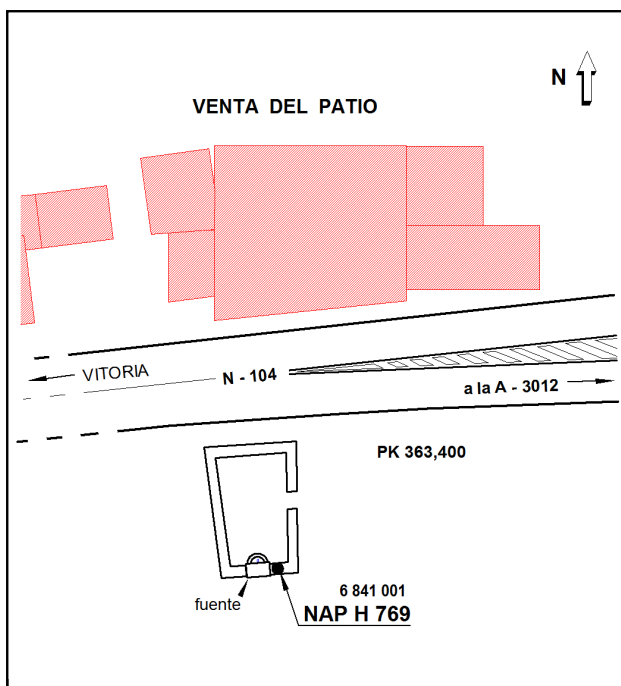 N
VENTA DEL PATIO
VITORIA
N - 104
a la A - 3012
PK 363,400
6 841 001
fuente
NAP H 769